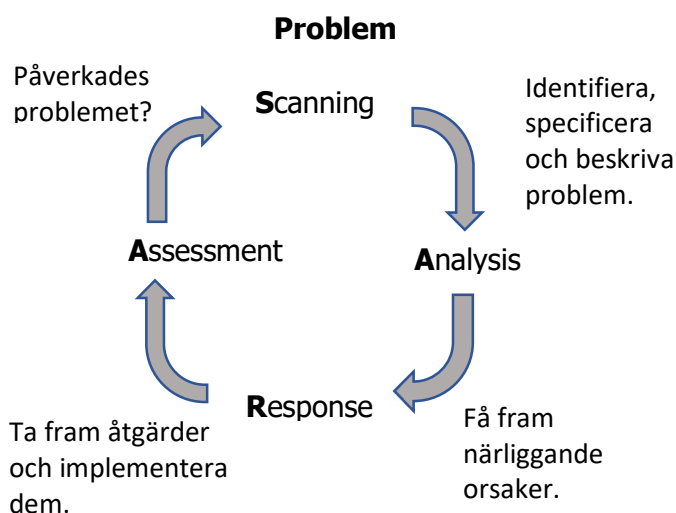 Problem
Påverkades
problemet?
Scanning
Identifiera,
specificera
och beskriva
problem.
Assessment
Analysis
Response
Ta fram åtgärder
och implementera
dem.
Få fram
närliggande
orsaker.